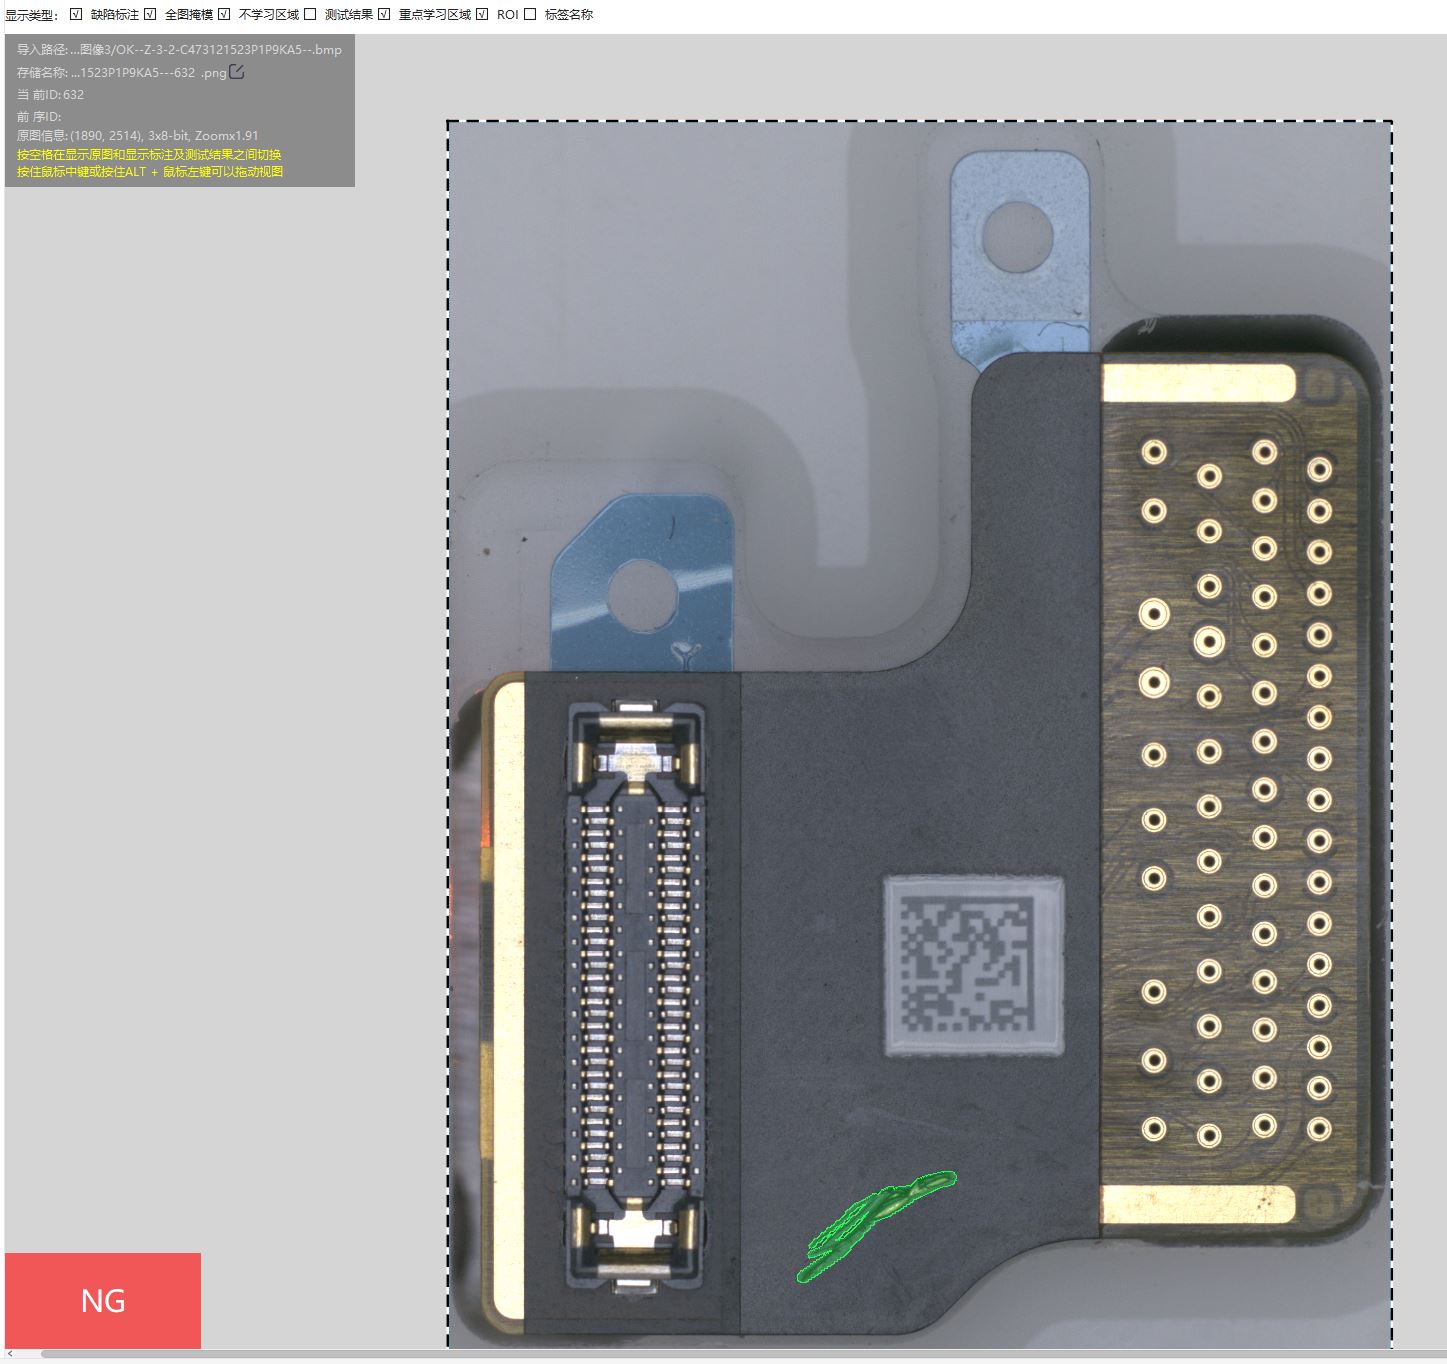 显示类型: 缺陷标注 全图掩模 不学习区域 测试结果 重点学习区域 ROI 标签名称
导入路径: ...图像3/OK--Z-3-2-C473121523P1P9KA5--.bmp
存储名称: ...1523P1P9KA5---632 .png
当 前ID: 632
前 序ID:
原图信息: (1890, 2514), 3x8-bit, Zoomx1.91
按空格在显示原图和显示标注及测试结果之间切换
按住鼠标中键或按住ALT + 鼠标左键可以拖动视图
NG